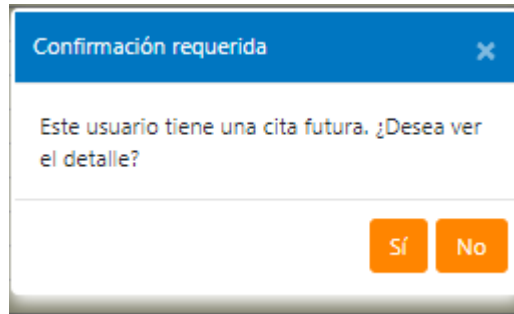 Confirmación requerida
×
Este usuario tiene una cita futura. ¿Desea ver
el detalle?
Sí
No